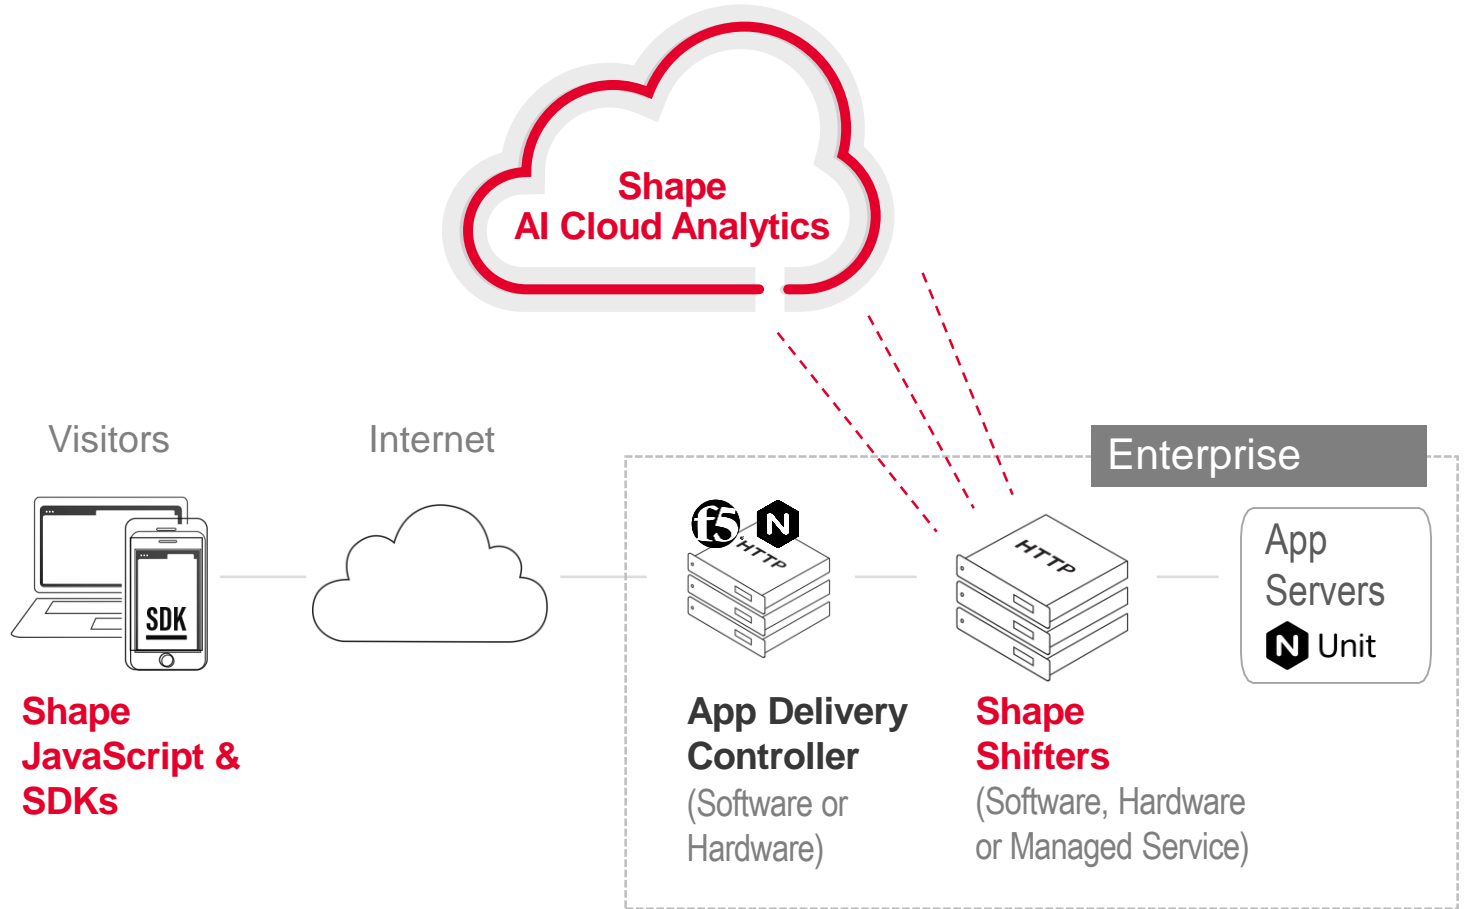 Shape
AI Cloud Analytics
Visitors
Internet
Enterprise
SDK
f5
N
HTTP
HTTP
App
Servers
N Unit
Shape
JavaScript &
SDKs
App Delivery
Controller
(Software or
Hardware)
Shape
Shifters
(Software, Hardware
or Managed Service)